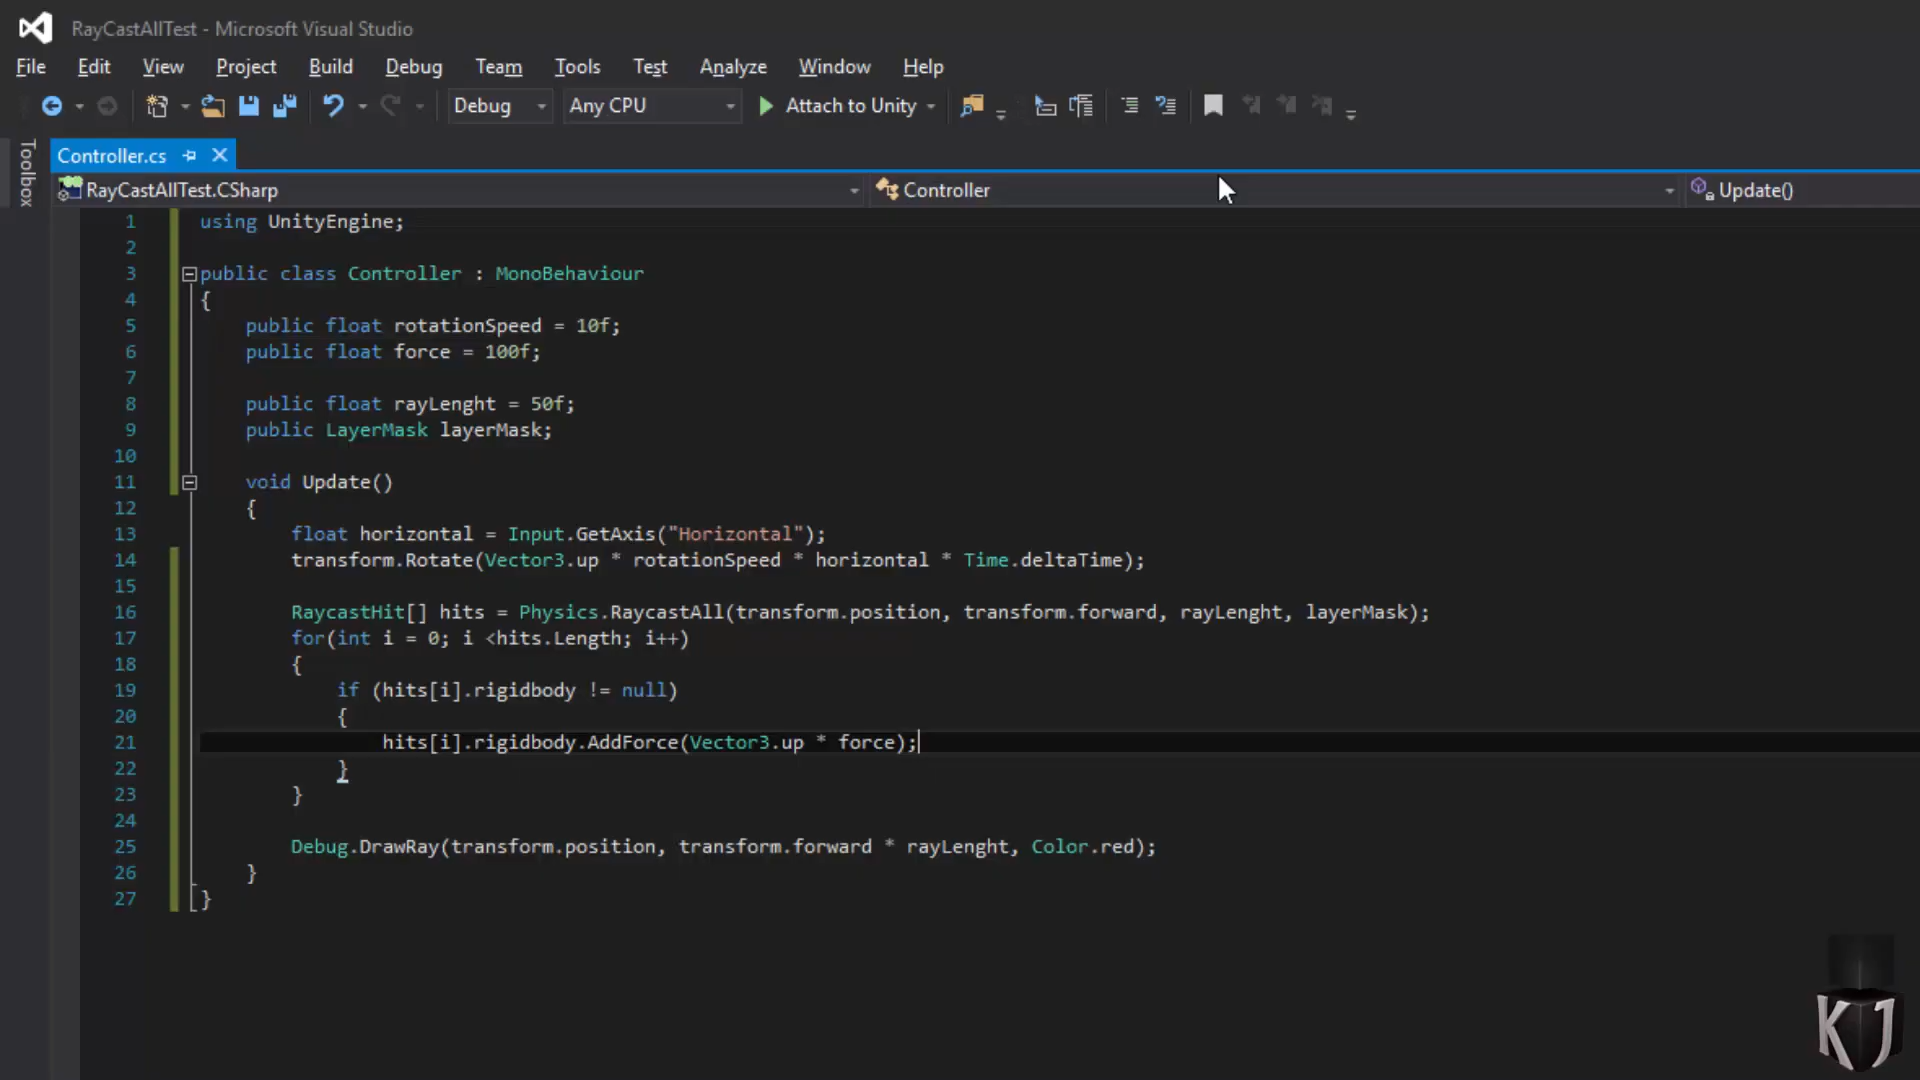 RayCastAllTest - Microsoft Visual Studio
File Edit View Project Build Debug Team Tools Test Analyze Window Help
Debug Any CPU Attach to Unity
Toolbox
Controller.cs
RayCastAllTest.CSharp Controller Update()
1 using UnityEngine;
2
3 public class Controller : MonoBehaviour
4 {
5 public float rotationSpeed = 10f;
6 public float force = 100f;
7
8 public float rayLenght = 50f;
9 public LayerMask layerMask;
10
11 void Update()
12 {
13 float horizontal = Input.GetAxis("Horizontal");
14 transform.Rotate(Vector3.up * rotationSpeed * horizontal * Time.deltaTime);
15
16 RaycastHit[] hits = Physics.RaycastAll(transform.position, transform.forward, rayLenght, layerMask);
17 for(int i = 0; i <hits.Length; i++)
18 {
19 if (hits[i].rigidbody != null)
20 {
21 hits[i].rigidbody.AddForce(Vector3.up * force);
22 }
23 }
24
25 Debug.DrawRay(transform.position, transform.forward * rayLenght, Color.red);
26 }
27 }
KJ